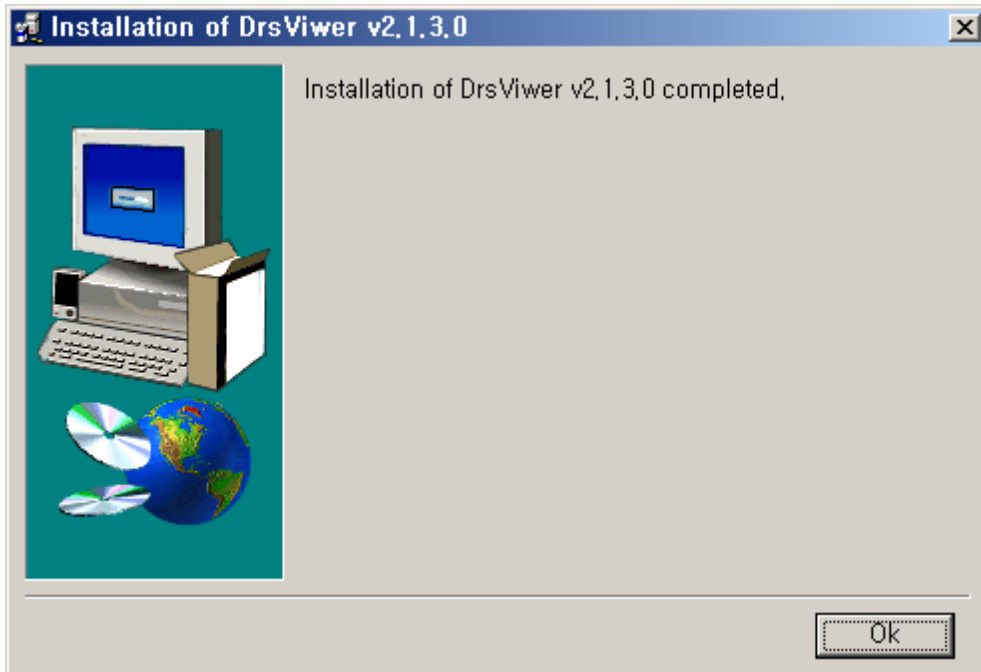 Installation of DrsViwer v2,1,3,0
Installation of DrsViwer v2,1,3,0 completed,
Ok